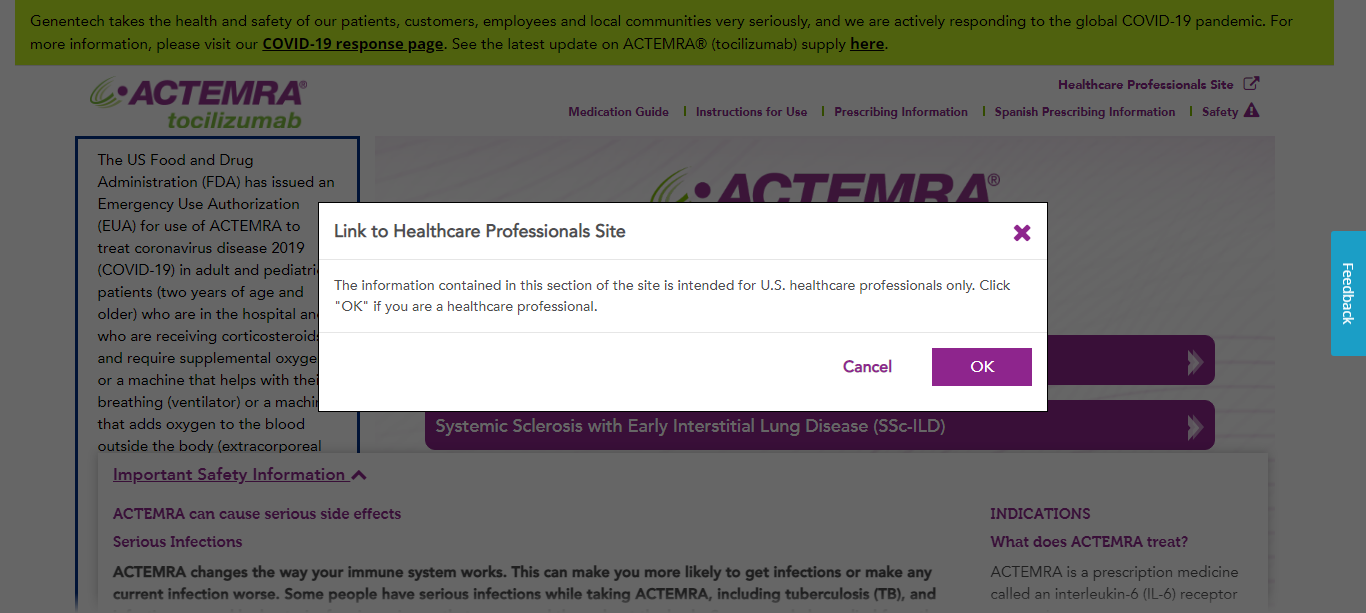 Genentech takes the health and safety of our patients, customers, employees and local communities very seriously, and we are actively responding to the global COVID-19 pandemic. For
more information, please visit our COVID-19 response page. See the latest update on ACTEMRA® (tocilizumab) supply here.
Healthcare Professionals Site
ACTEMRA®
tocilizumab
Medication Guide
Instructions for Use
Prescribing Information
Spanish Prescribing Information
Safety
The US Food and Drug
Administration (FDA) has issued an
Emergency Use Authorization
(EUA) for use of ACTEMRA to
treat coronavirus disease 2019
(COVID-19) in adult and pediatri
patients (two years of age and
older) who are in the hospital an
who are receiving corticosteroids
and require supplemental oxyge
or a machine that helps with thei
breathing (ventilator) or a machin
that adds oxygen to the blood
outside the body (extracorporeal
ACTEMRA®
Link to Healthcare Professionals Site
The information contained in this section of the site is intended for U.S. healthcare professionals only. Click
"OK" if you are a healthcare professional.
Cancel
OK
Feedback
Systemic Sclerosis with Early Interstitial Lung Disease (SSc-ILD)
Important Safety Information
ACTEMRA can cause serious side effects
Serious Infections
ACTEMRA changes the way your immune system works. This can make you more likely to get infections or make any
current infection worse. Some people have serious infections while taking ACTEMRA, including tuberculosis (TB), and
INDICATIONS
What does ACTEMRA treat?
ACTEMRA is a prescription medicine
called an interleukin-6 (IL-6) receptor